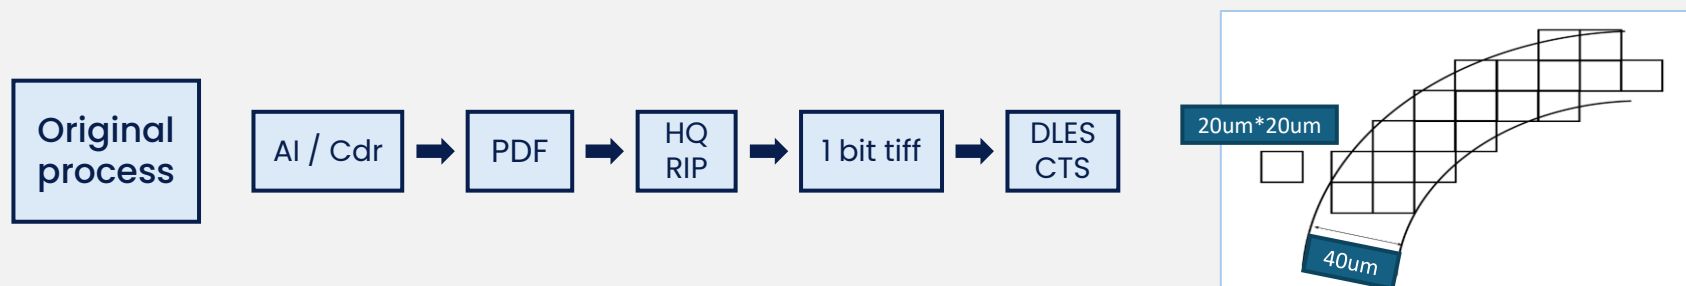 Original
process
AI / Cdr
PDF
HQ
RIP
1 bit tiff
DLES
CTS
20um*20um
40um